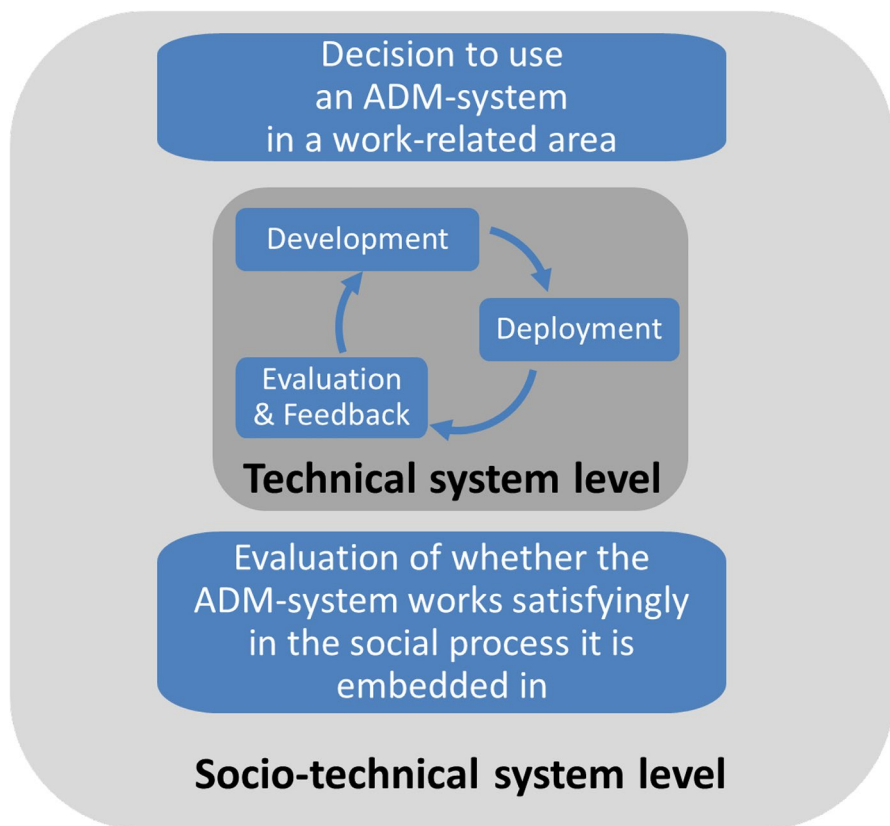 Decision to use
an ADM-system
in a work-related area
Development
Deployment
Evaluation
& Feedback
Technical system level
Evaluation of whether the
ADM-system works satisfyingly
in the social process it is
embedded in
Socio-technical system level